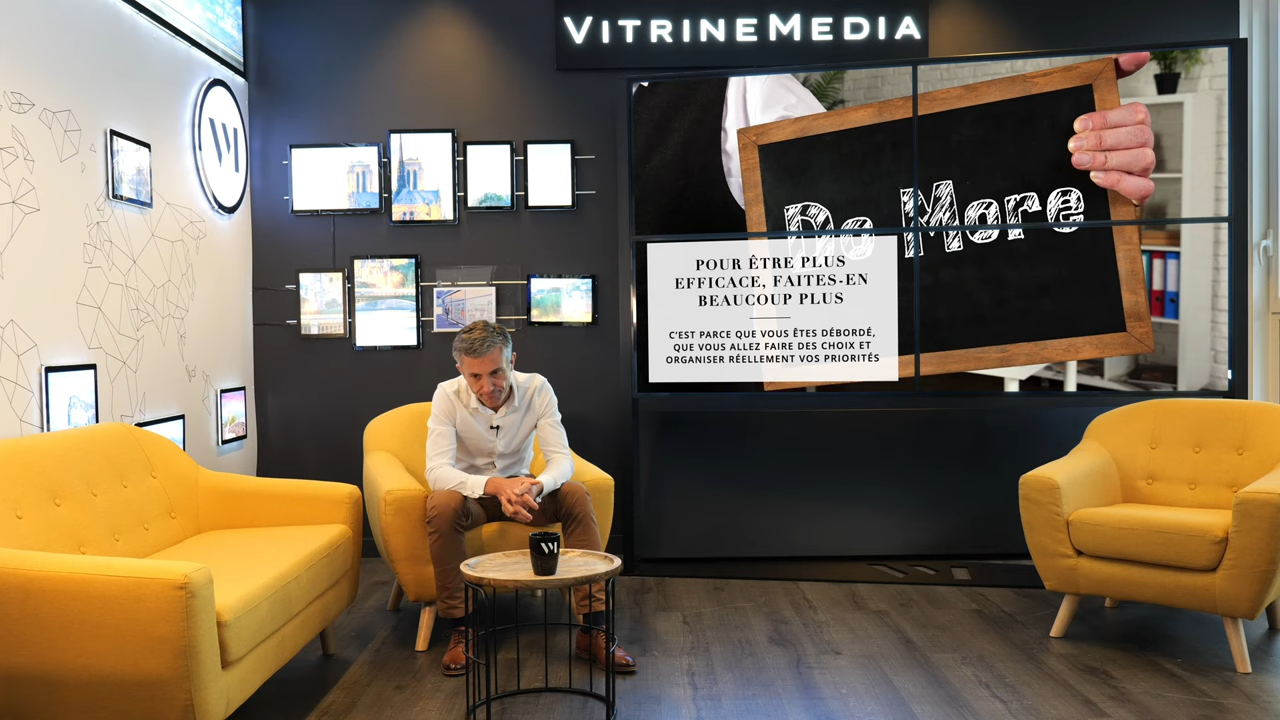 VITRINEMEDIA
Do More
POUR ÊTRE PLUS
EFFICACE, FAITES-EN
BEAUCOUP PLUS
C'EST PARCE QUE VOUS ÊTES DÉBORDÉ,
QUE VOUS ALLEZ FAIRE DES CHOIX ET
ORGANISER RÉELLEMENT VOS PRIORITÉS